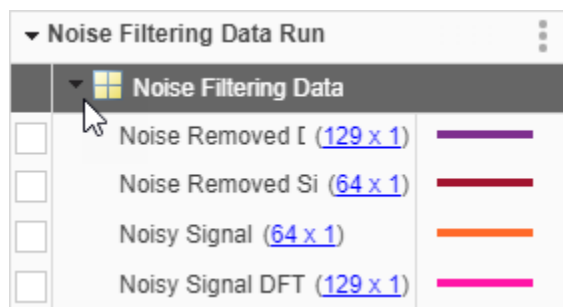 Noise Filtering Data Run
Noise Filtering Data
Noise Removed D (129 x 1)
Noise Removed Si (64 x 1)
Noisy Signal (64 x 1)
Noisy Signal DFT (129 x 1)